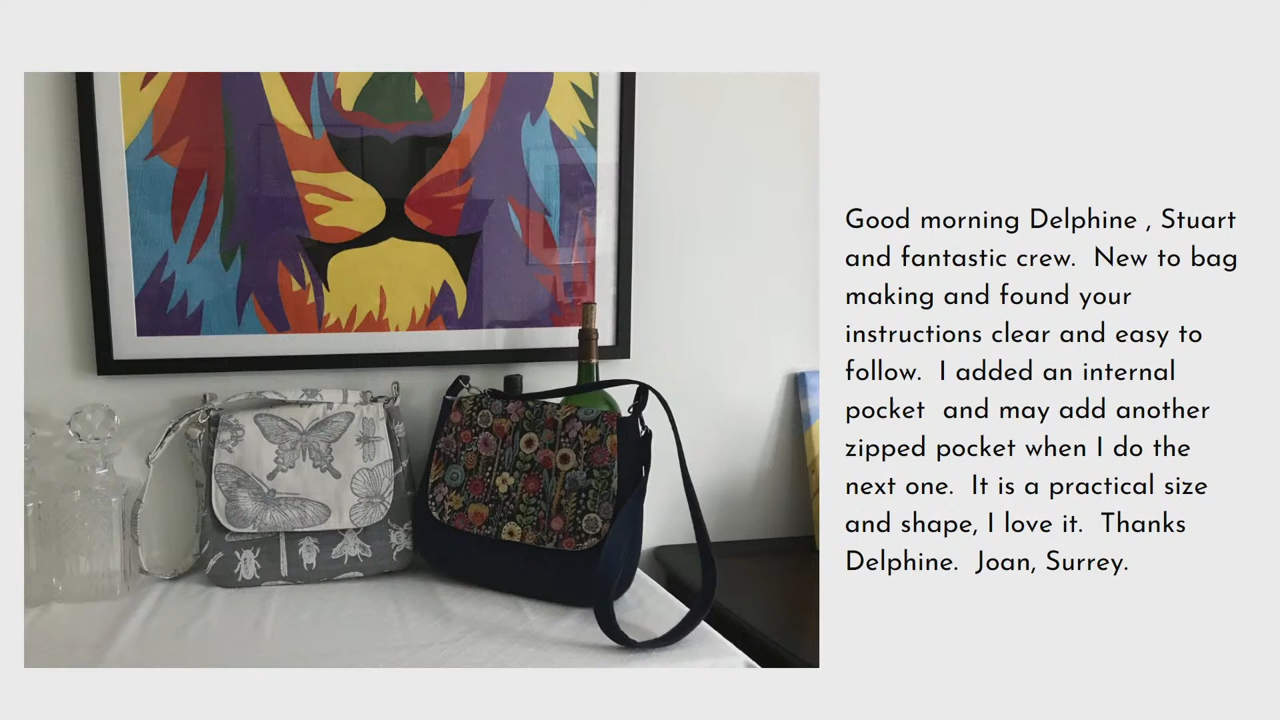 Good morning Delphine , Stuart
and fantastic crew.  New to bag
making and found your
instructions clear and easy to
follow.  I added an internal
pocket  and may add another
zipped pocket when I do the
next one.  It is a practical size
and shape, I love it.  Thanks
Delphine.  Joan, Surrey.